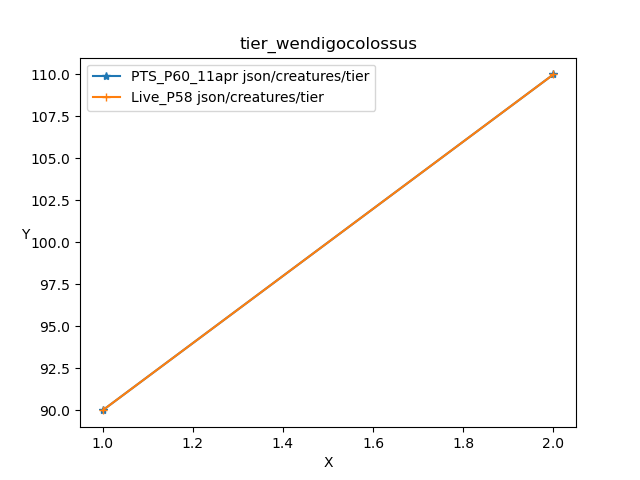 tier_wendigocolossus
PTS_P60_11apr json/creatures/tier
Live_P58 json/creatures/tier
110.0
107.5
105.0
102.5
100.0
97.5
95.0
92.5
90.0
Y
1.0 1.2 1.4 1.6 1.8 2.0
X